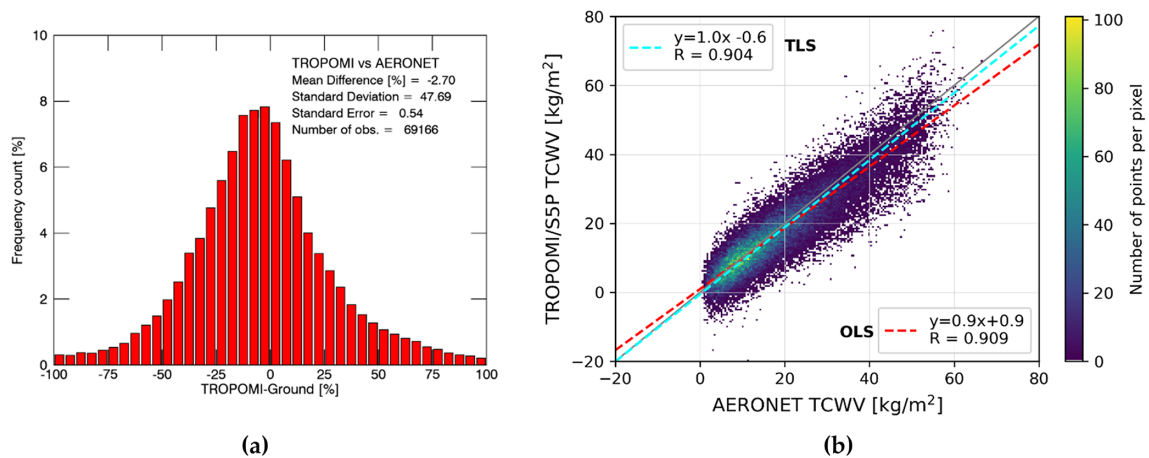 10
8
6
4
2
0
Frequency count [%]
TROPOMI vs AERONET
Mean Difference [%] = -2.70
Standard Deviation = 47.69
Standard Error = 0.54
Number of obs. = 69166
-100 -75 -50 -25 0 25 50 75 100
TROPOMI-Ground [%]
(a)
80
60
40
20
0
−20
TROPOMI/S5P TCWV [kg/m²]
y=1.0x -0.6
R = 0.904
TLS
OLS
y=0.9x+0.9
R = 0.909
−20 0 20 40 60 80
AERONET TCWV [kg/m²]
100
80
60
40
20
0
Number of points per pixel
(b)